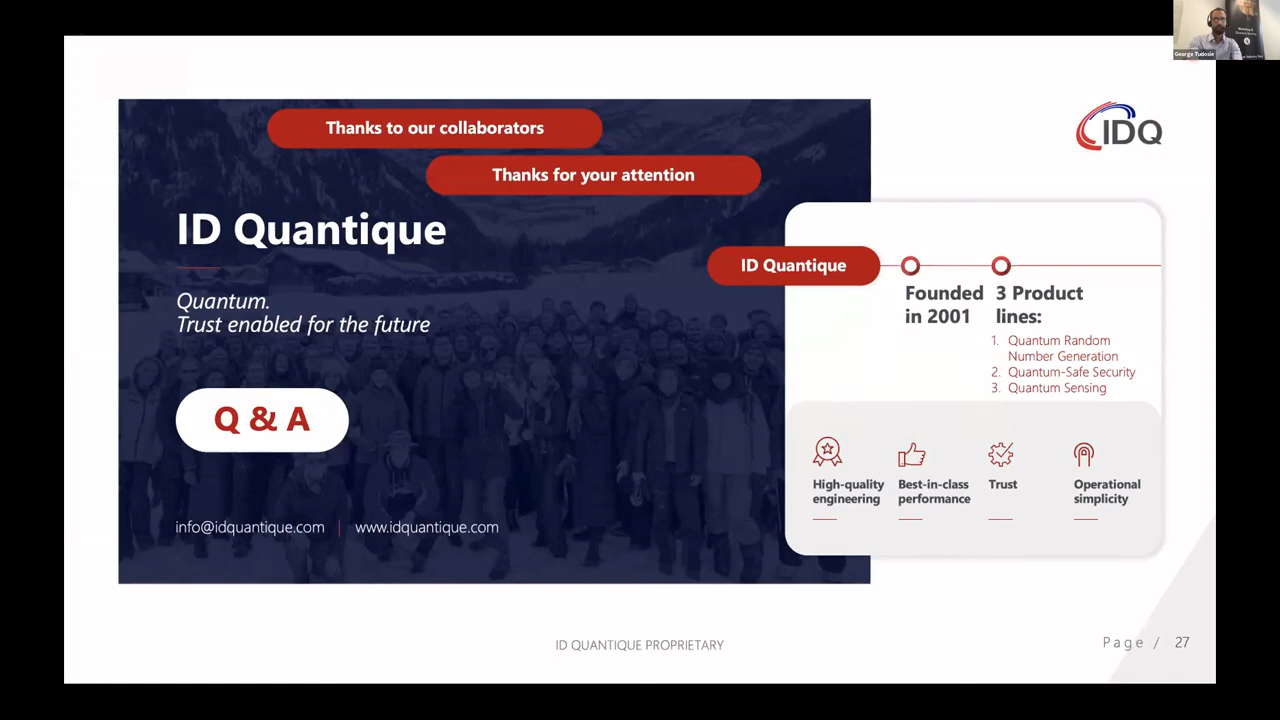 George Tudosie
IDQ
Thanks to our collaborators
Thanks for your attention
ID Quantique
Quantum.
Trust enabled for the future
Q & A
info@idquantique.com | www.idquantique.com
ID Quantique
Founded
in 2001
3 Product
lines:
1. Quantum Random
Number Generation
2. Quantum-Safe Security
3. Quantum Sensing
High-quality
engineering
Best-in-class
performance
Trust
Operational
simplicity
ID QUANTIQUE PROPRIETARY
Page / 27